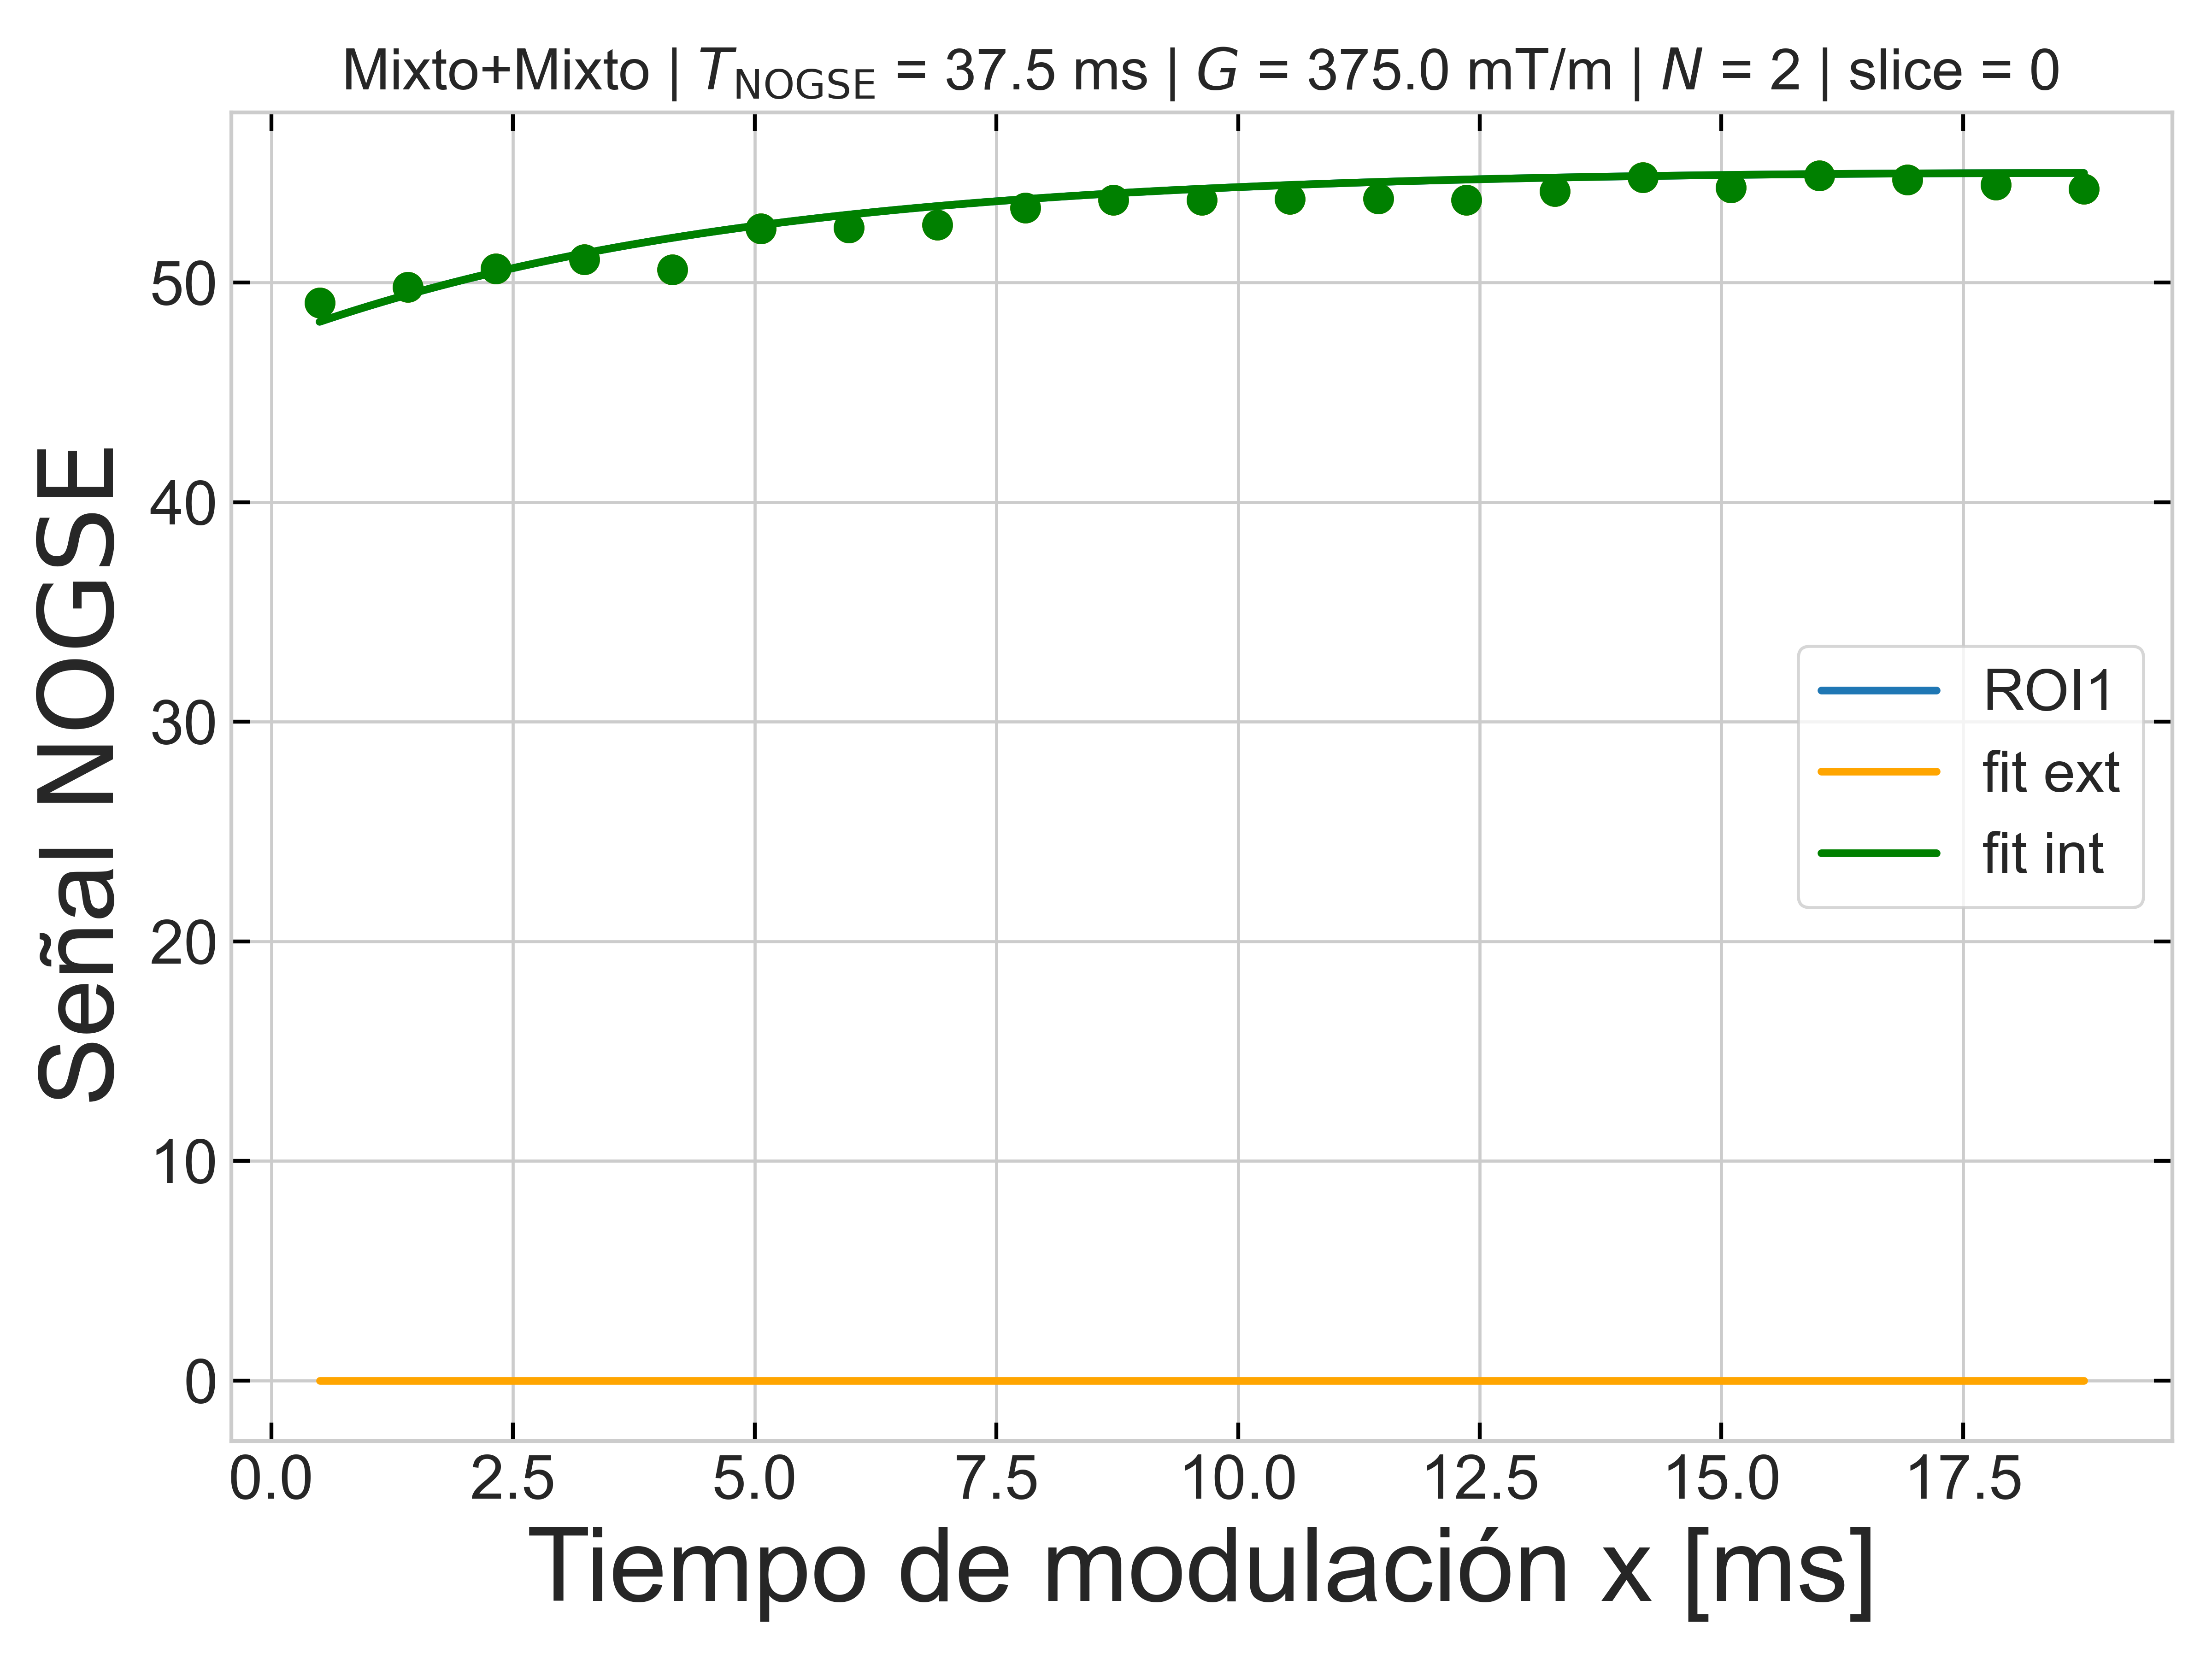 Mixto+Mixto | T_NOGSE = 37.5 ms | G = 375.0 mT/m | N = 2 | slice = 0
Señal NOGSE
50
40
30
20
10
0
ROI1
fit ext
fit int
0.0 2.5 5.0 7.5 10.0 12.5 15.0 17.5
Tiempo de modulación x [ms]